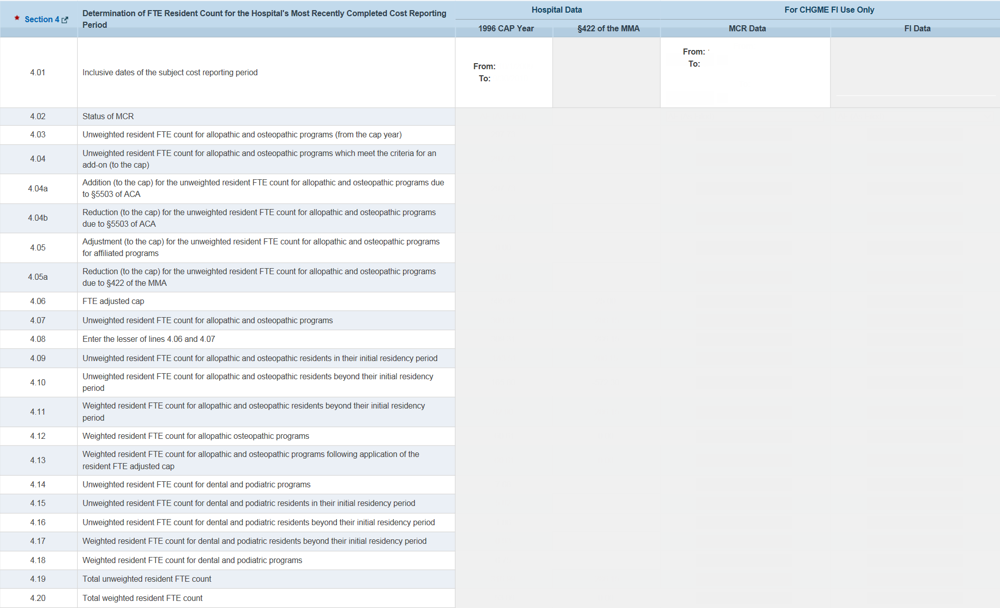 Section 4
Determination of FTE Resident Count for the Hospital's Most Recently Completed Cost Reporting
Period
Hospital Data
For CHGME FI Use Only
1996 CAP Year
§422 of the MMA
MCR Data
FI Data
4.01
Inclusive dates of the subject cost reporting period
From:
To:
From:
To:
4.02
Status of MCR
4.03
Unweighted resident FTE count for allopathic and osteopathic programs (from the cap year)
4.04
Unweighted resident FTE count for allopathic and osteopathic programs which meet the criteria for an
add-on (to the cap)
4.04a
Addition (to the cap) for the unweighted resident FTE count for allopathic and osteopathic programs due
to §5503 of ACA
4.04b
Reduction (to the cap) for the unweighted resident FTE count for allopathic and osteopathic programs
due to §5503 of ACA
4.05
Adjustment (to the cap) for the unweighted resident FTE count for allopathic and osteopathic programs
for affiliated programs
4.05a
Reduction (to the cap) for the unweighted resident FTE count for allopathic and osteopathic programs
due to §422 of the MMA
4.06
FTE adjusted cap
4.07
Unweighted resident FTE count for allopathic and osteopathic programs
4.08
Enter the lesser of lines 4.06 and 4.07
4.09
Unweighted resident FTE count for allopathic and osteopathic residents in their initial residency period
4.10
Unweighted resident FTE count for allopathic and osteopathic residents beyond their initial residency
period
4.11
Weighted resident FTE count for allopathic and osteopathic residents beyond their initial residency
period
4.12
Weighted resident FTE count for allopathic osteopathic programs
4.13
Weighted resident FTE count for allopathic and osteopathic programs following application of the
resident FTE adjusted cap
4.14
Unweighted resident FTE count for dental and podiatric programs
4.15
Unweighted resident FTE count for dental and podiatric residents in their initial residency period
4.16
Unweighted resident FTE count for dental and podiatric residents beyond their initial residency period
4.17
Weighted resident FTE count for dental and podiatric residents beyond their initial residency period
4.18
Weighted resident FTE count for dental and podiatric programs
4.19
Total unweighted resident FTE count
4.20
Total weighted resident FTE count